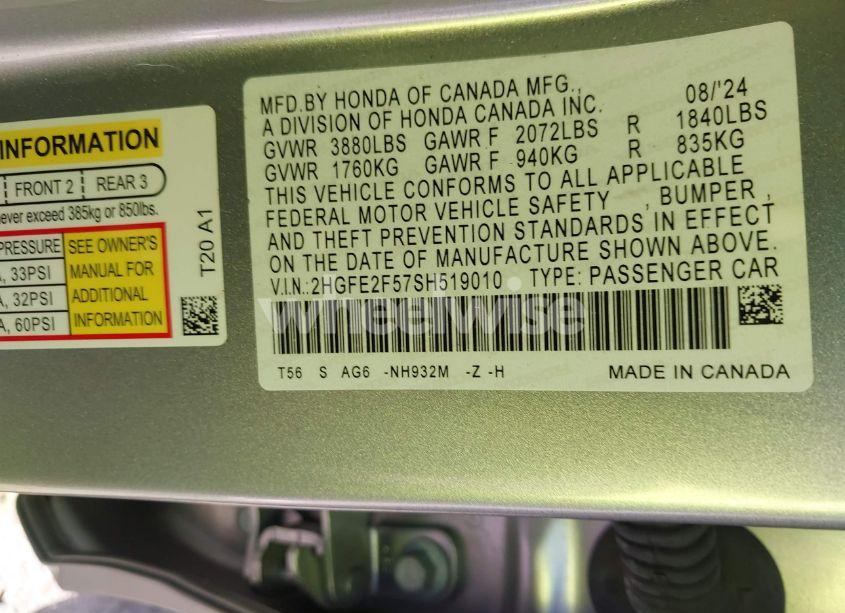 INFORMATION
FRONT 2 | REAR 3
never exceed 385kg or 850lbs.
PRESSURE
, 33PSI
, 32PSI
A, 60PSI
SEE OWNER'S
MANUAL FOR
ADDITIONAL
INFORMATION
T20 A1
MFD.BY HONDA OF CANADA MFG., 08/'24
A DIVISION OF HONDA CANADA INC.
GVWR 3880LBS GAWR F 2072LBS R 1840LBS
GVWR 1760KG GAWR F 940KG R 835KG
THIS VEHICLE CONFORMS TO ALL APPLICABLE
FEDERAL MOTOR VEHICLE SAFETY , BUMPER ,
AND THEFT PREVENTION STANDARDS IN EFFECT
ON THE DATE OF MANUFACTURE SHOWN ABOVE.
V.I.N.:2HGFE2F57SH519010 TYPE: PASSENGER CAR
wheelwise
T56 S AG6 -NH932M -Z -H MADE IN CANADA